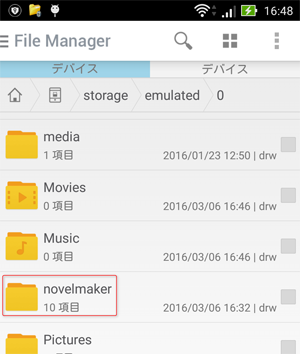 16:48
File Manager
デバイス デバイス
storage emulated 0
media
1 項目 2016/01/23 12:50 | drw
Movies
0 項目 2016/03/06 16:46 | drw
Music
0 項目 2016/03/06 16:46 | drw
novelmaker
10 項目 2016/03/06 16:32 | drw
Pictures